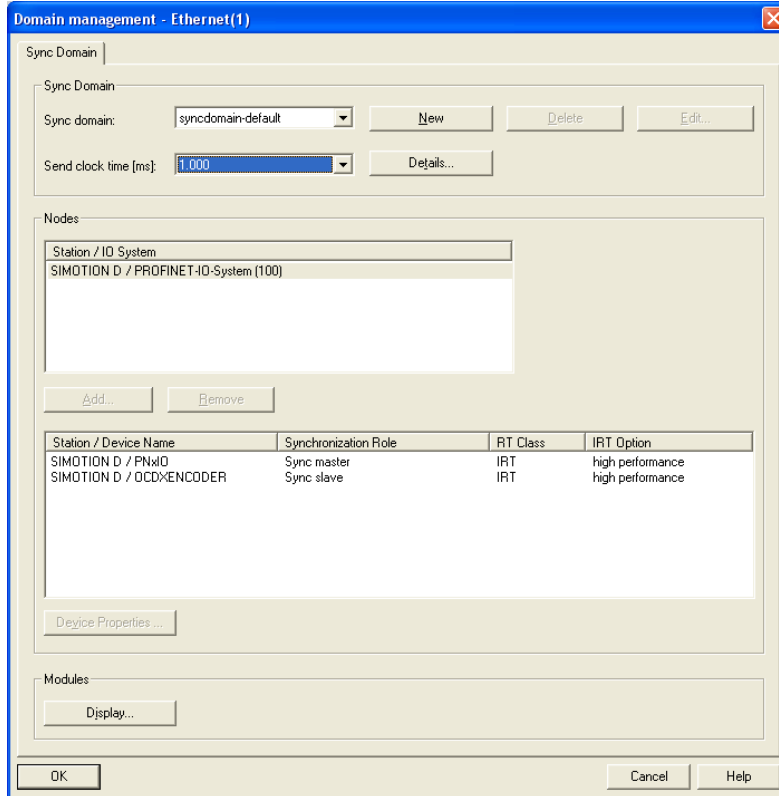 Domain management - Ethernet(1)
Sync Domain
Sync Domain
Sync domain: syncdomain-default New Delete Edit...
Send clock time [ms]: 1.000 Details...
Nodes
Station / IO System
SIMOTION D / PROFINET-IO-System (100)
Add... Remove
Station / Device Name Synchronization Role RT Class IRT Option
SIMOTION D / PNxIO Sync master IRT high performance
SIMOTION D / OCDXENCODER Sync slave IRT high performance
Device Properties ...
Modules
Display...
OK Cancel Help